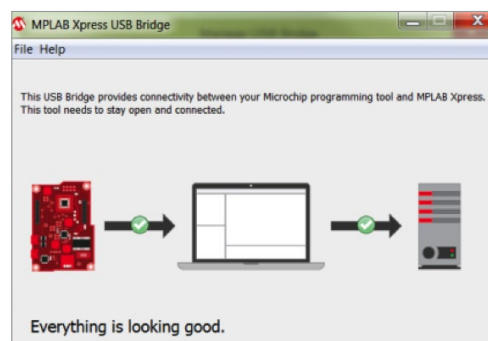 MPLAB Xpress USB Bridge
File Help
This USB Bridge provides connectivity between your Microchip programming tool and MPLAB Xpress.
This tool needs to stay open and connected.
Everything is looking good.